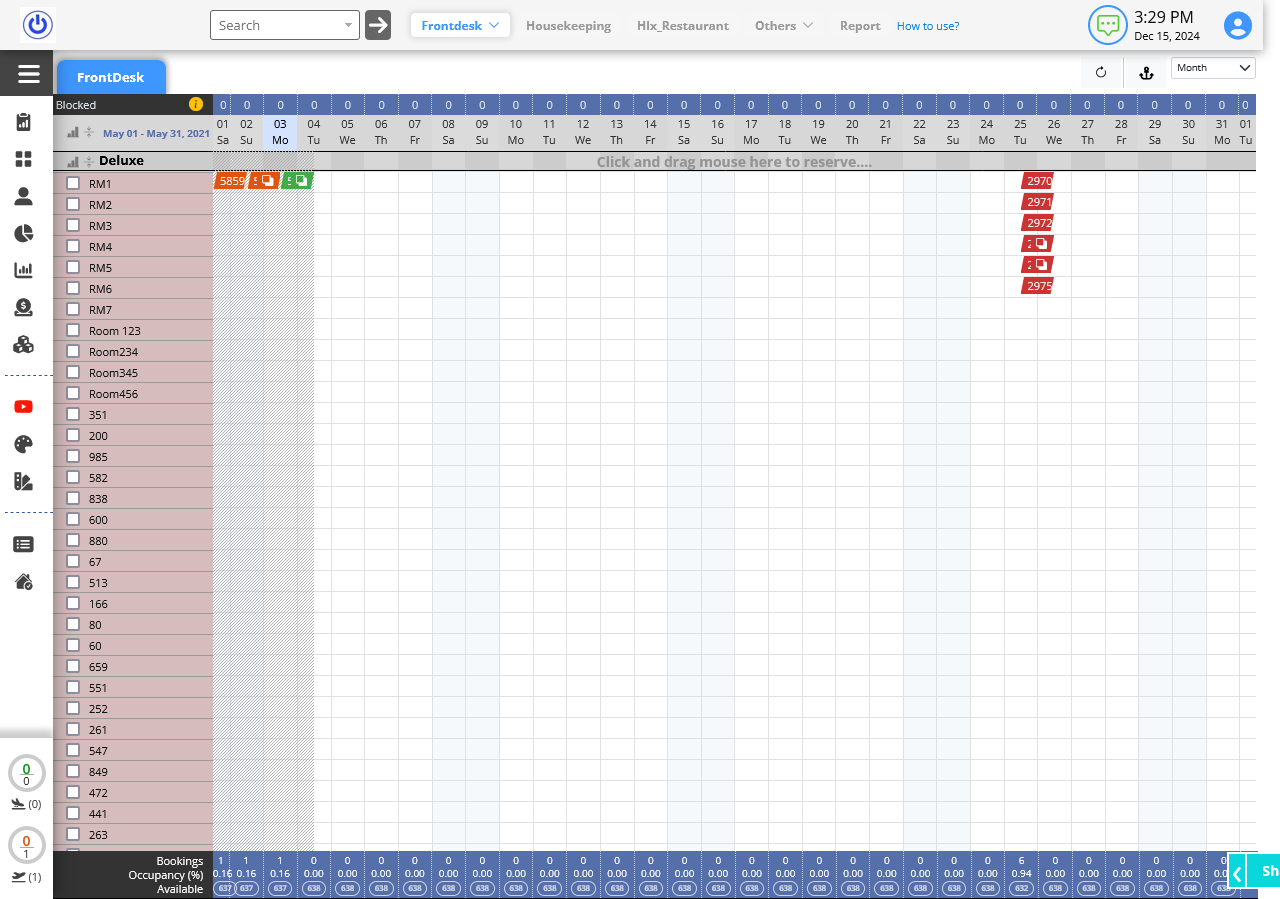 Search
Frontdesk
Housekeeping
Hlx_Restaurant
Others
Report
How to use?
3:29 PM
Dec 15, 2024
FrontDesk
Month
Blocked 0 0 0 0 0 0 0 0 0 0 0 0 0 0 0 0 0 0 0 0 0 0 0 0 0 0 0 0 0 0 0 0
May 01 - May 31, 2021 01 02 03 04 05 06 07 08 09 10 11 12 13 14 15 16 17 18 19 20 21 22 23 24 25 26 27 28 29 30 31 01
Sa Su Mo Tu We Th Fr Sa Su Mo Tu We Th Fr Sa Su Mo Tu We Th Fr Sa Su Mo Tu We Th Fr Sa Su Mo Tu
Deluxe Click and drag mouse here to reserve....
RM1 5859 2970
RM2 2971
RM3 2972
RM4
RM5
RM6 2975
RM7
Room 123
Room234
Room345
Room456
351
200
985
582
838
600
880
67
513
166
80
60
659
551
252
261
547
849
472
441
263
0
0
(0)
0
1
(1)
Bookings 1 1 1 0 0 0 0 0 0 0 0 0 0 0 0 0 0 0 0 0 0 0 0 0 6 0 0 0 0 0 0
Occupancy (%) 0.16 0.16 0.16 0.00 0.00 0.00 0.00 0.00 0.00 0.00 0.00 0.00 0.00 0.00 0.00 0.00 0.00 0.00 0.00 0.00 0.00 0.00 0.00 0.00 0.94 0.00 0.00 0.00 0.00 0.00
Available 637 637 637 638 638 638 638 638 638 638 638 638 638 638 638 638 638 638 638 638 638 638 638 638 632 638 638 638 638 638
Sh